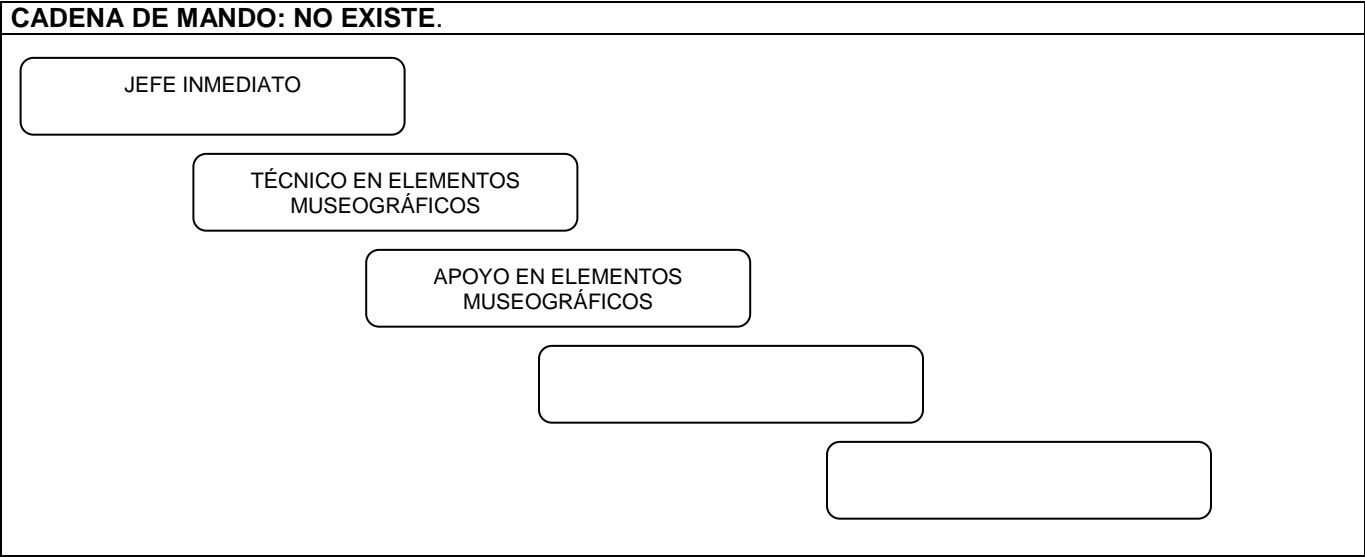 CADENA DE MANDO: NO EXISTE.
JEFE INMEDIATO
TÉCNICO EN ELEMENTOS
MUSEOGRÁFICOS
APOYO EN ELEMENTOS
MUSEOGRÁFICOS